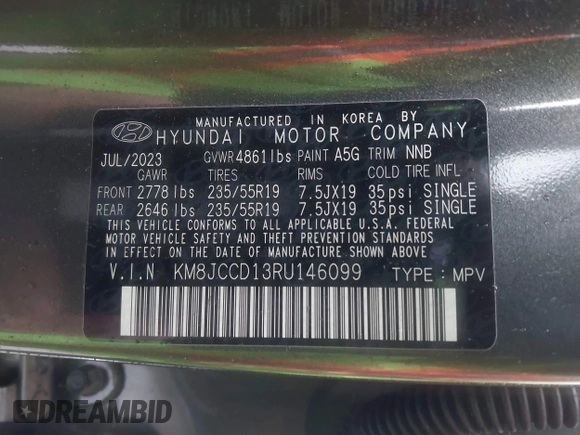 MANUFACTURED IN KOREA BY
HYUNDAI MOTOR COMPANY
JUL/2023 GVWR 4861 lbs PAINT A5G TRIM NNB
GAWR TIRES RIMS COLD TIRE INFL
FRONT 2778 lbs 235/55R19 7.5JX19 35psi SINGLE
REAR 2646 lbs 235/55R19 7.5JX19 35psi SINGLE
THIS VEHICLE CONFORMS TO ALL APPLICABLE U.S.A. FEDERAL
MOTOR VEHICLE SAFETY AND THEFT PREVENTION STANDARDS
IN EFFECT ON THE DATE OF MANUFACTURE SHOWN ABOVE
V.I.N KM8JCCD13RU146099 TYPE : MPV
DREAMBID